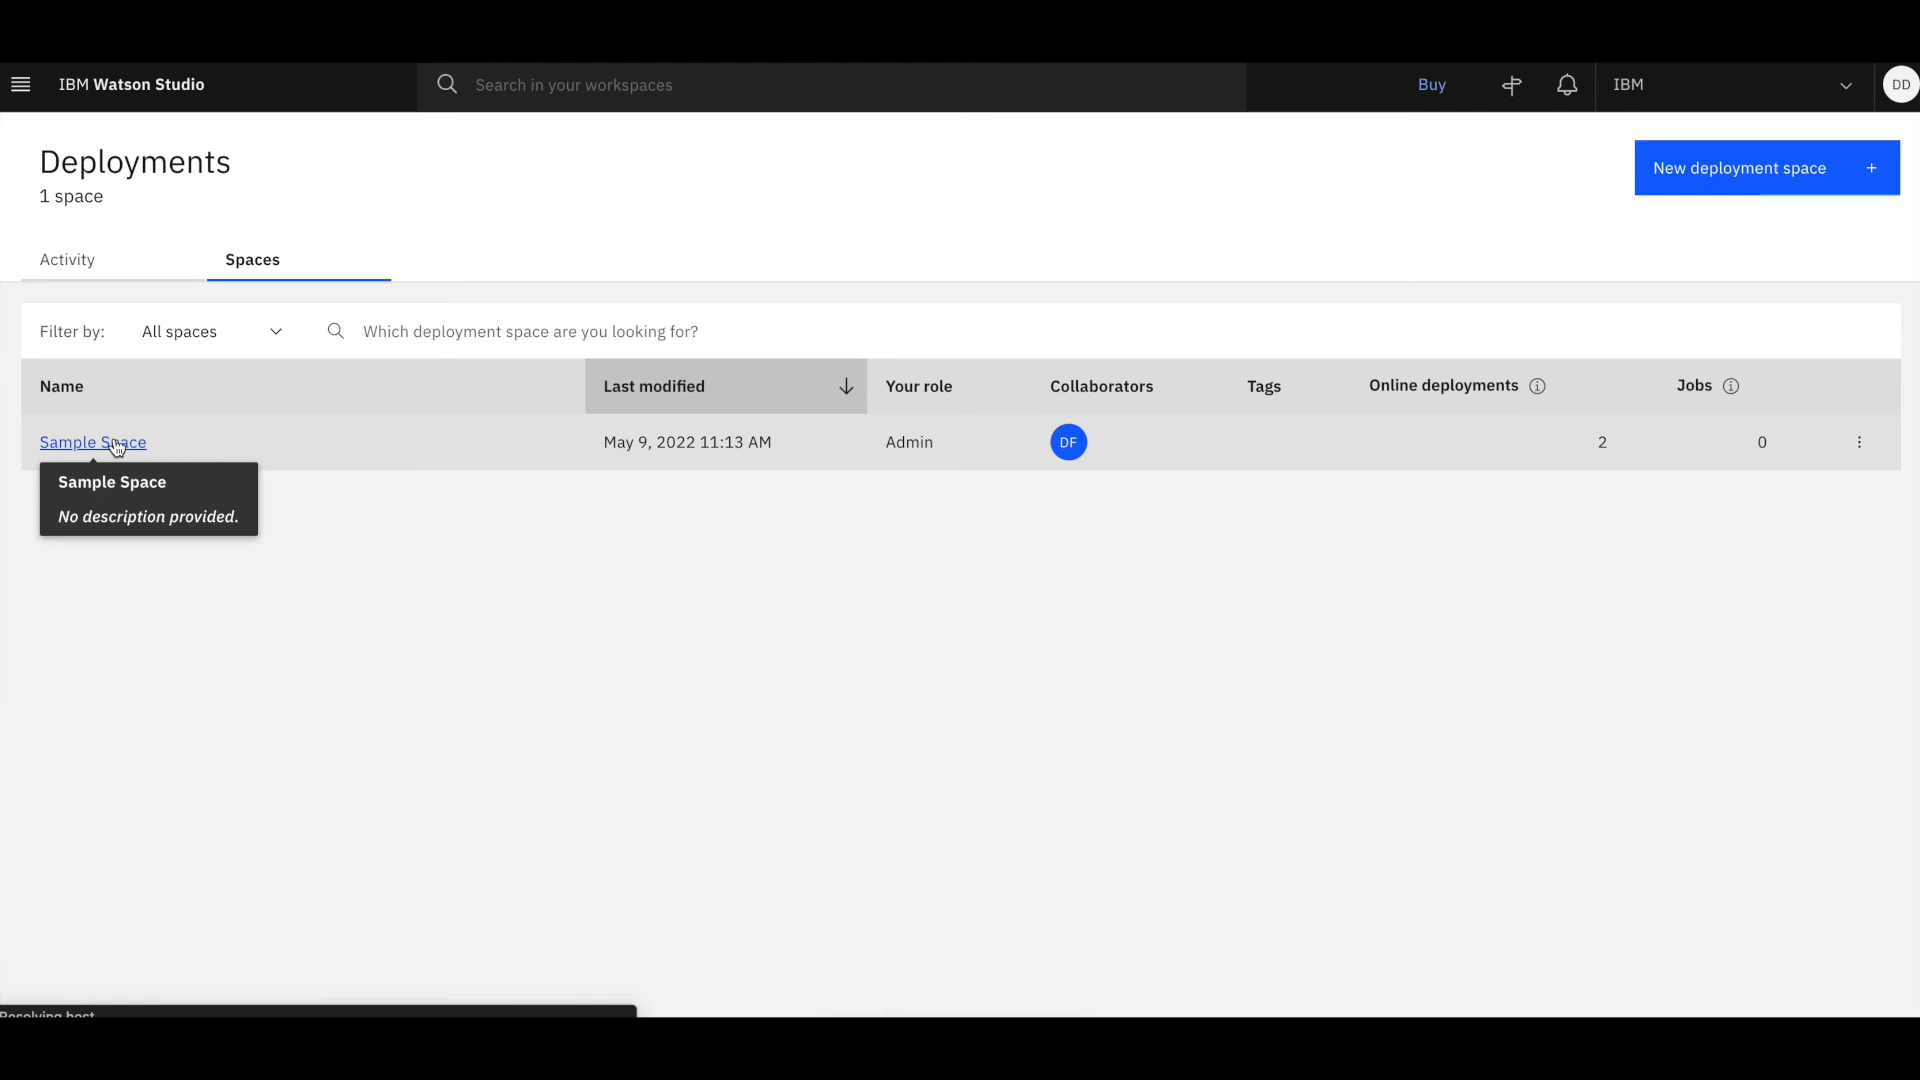 IBM Watson Studio
Search in your workspaces
Buy
IBM
DD
Deployments
1 space
New deployment space +
Activity
Spaces
Filter by:
All spaces
Which deployment space are you looking for?
Name
Last modified
Your role
Collaborators
Tags
Online deployments
Jobs
Sample Space
May 9, 2022 11:13 AM
Admin
DF
2
0
Sample Space
No description provided.
Resolving host